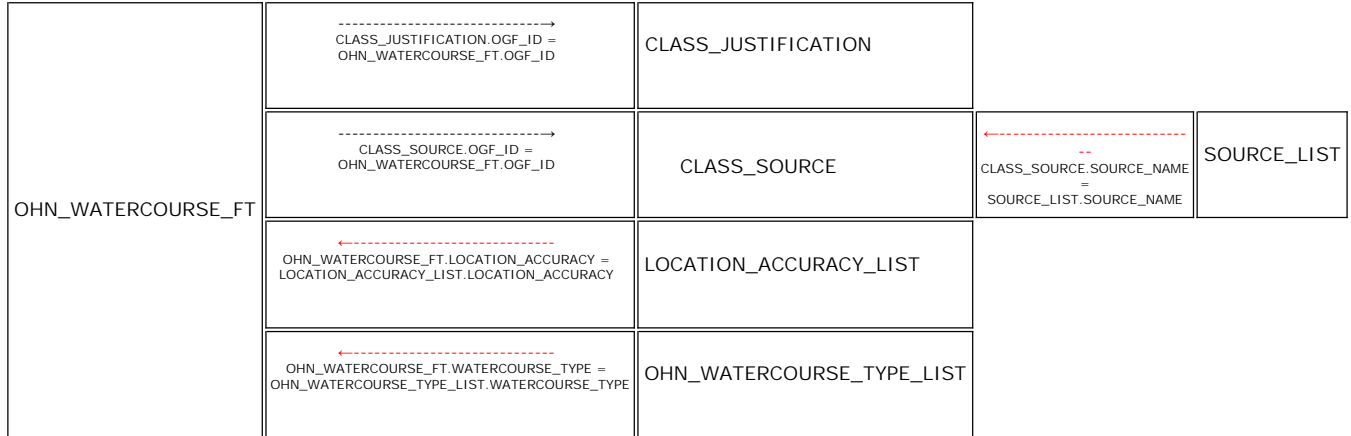 OHN_WATERCOURSE_FT
--------------------------------→
CLASS_JUSTIFICATION.OGF_ID =
OHN_WATERCOURSE_FT.OGF_ID
CLASS_JUSTIFICATION
--------------------------------→
CLASS_SOURCE.OGF_ID =
OHN_WATERCOURSE_FT.OGF_ID
CLASS_SOURCE
←----------------------------
--
CLASS_SOURCE.SOURCE_NAME
=
SOURCE_LIST.SOURCE_NAME
SOURCE_LIST
←------------------------------
OHN_WATERCOURSE_FT.LOCATION_ACCURACY =
LOCATION_ACCURACY_LIST.LOCATION_ACCURACY
LOCATION_ACCURACY_LIST
←------------------------------
OHN_WATERCOURSE_FT.WATERCOURSE_TYPE =
OHN_WATERCOURSE_TYPE_LIST.WATERCOURSE_TYPE
OHN_WATERCOURSE_TYPE_LIST